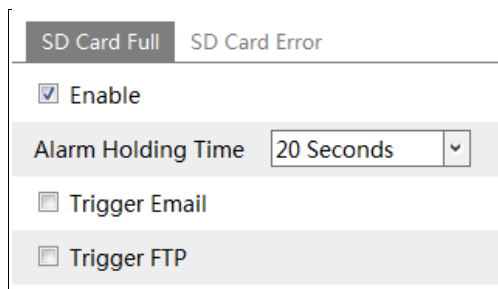 SD Card Full SD Card Error
Enable
Alarm Holding Time 20 Seconds
Trigger Email
Trigger FTP